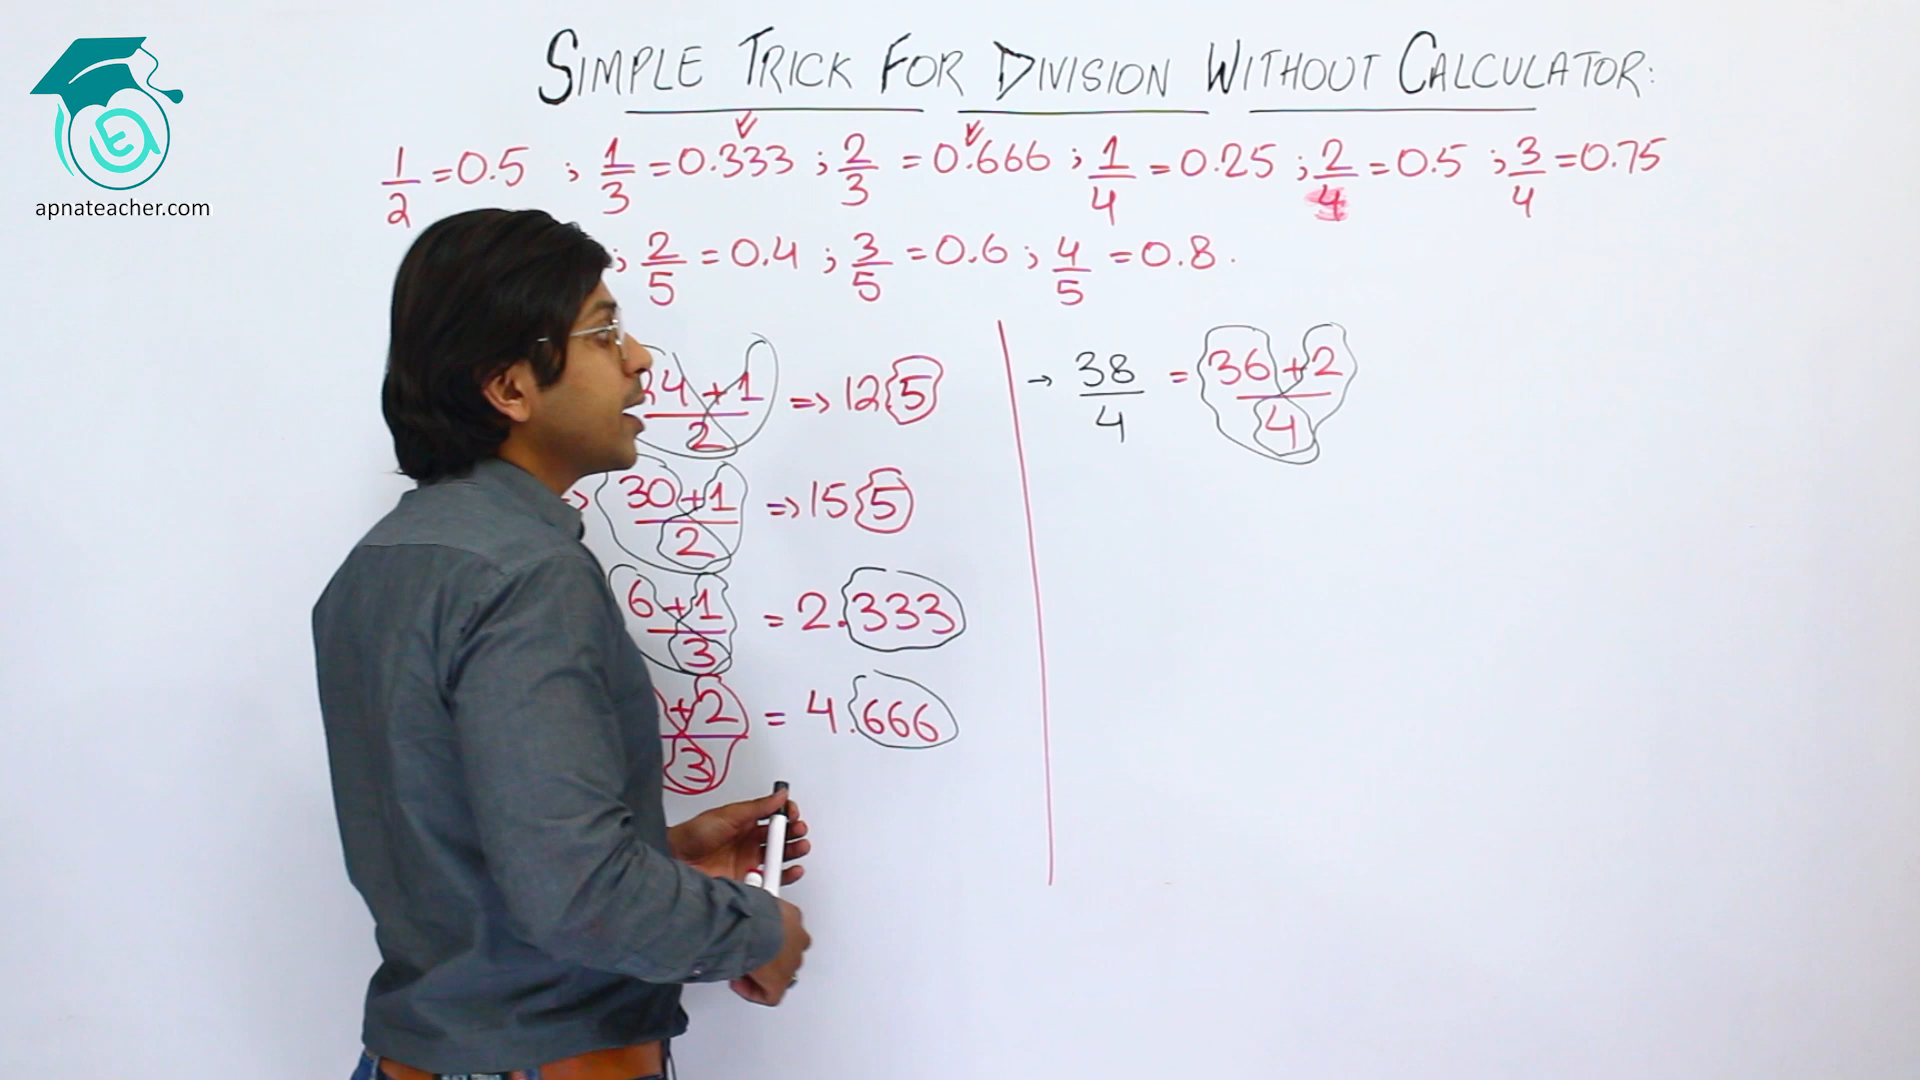 SIMPLE TRICK FOR DIVISION WITHOUT CALCULATOR:
apnateacher.com
1/2 = 0.5 ; 1/3 = 0.333 ; 2/3 = 0.666 ; 1/4 = 0.25 ; 2/4 = 0.5 ; 3/4 = 0.75
; 2/5 = 0.4 ; 3/5 = 0.6 ; 4/5 = 0.8 .
24 + 1 / 2 => 12 5
30 + 1 / 2 => 15 5
6 + 1 / 3 = 2.333
+ 2 / 3 = 4.666
→ 38/4 = 36 + 2 / 4